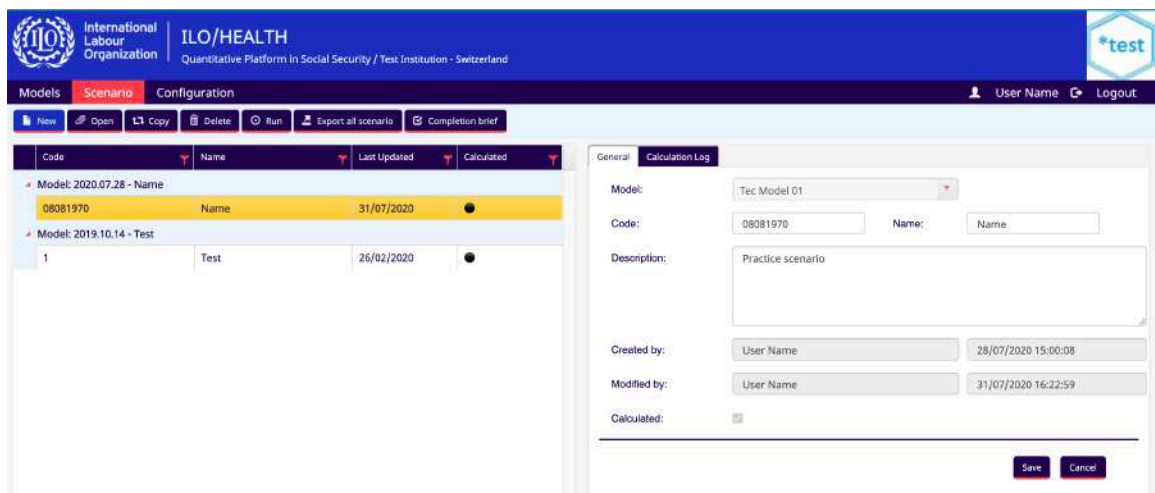 International
Labour
Organization
ILO
ILO/HEALTH
Quantitative Platform in Social Security / Test Institution - Switzerland
*test
Models Scenario Configuration User Name Logout
New Open Copy Delete Run Export all scenario Completion brief
Code Name Last Updated Calculated
Model: 2020.07.28 - Name
08081970 Name 31/07/2020
Model: 2019.10.14 - Test
1 Test 26/02/2020
General Calculation Log
Model: Tec Model 01
Code: 08081970 Name: Name
Description: Practice scenario
Created by: User Name 28/07/2020 15:00:08
Modified by: User Name 31/07/2020 16:22:59
Calculated:
Save Cancel